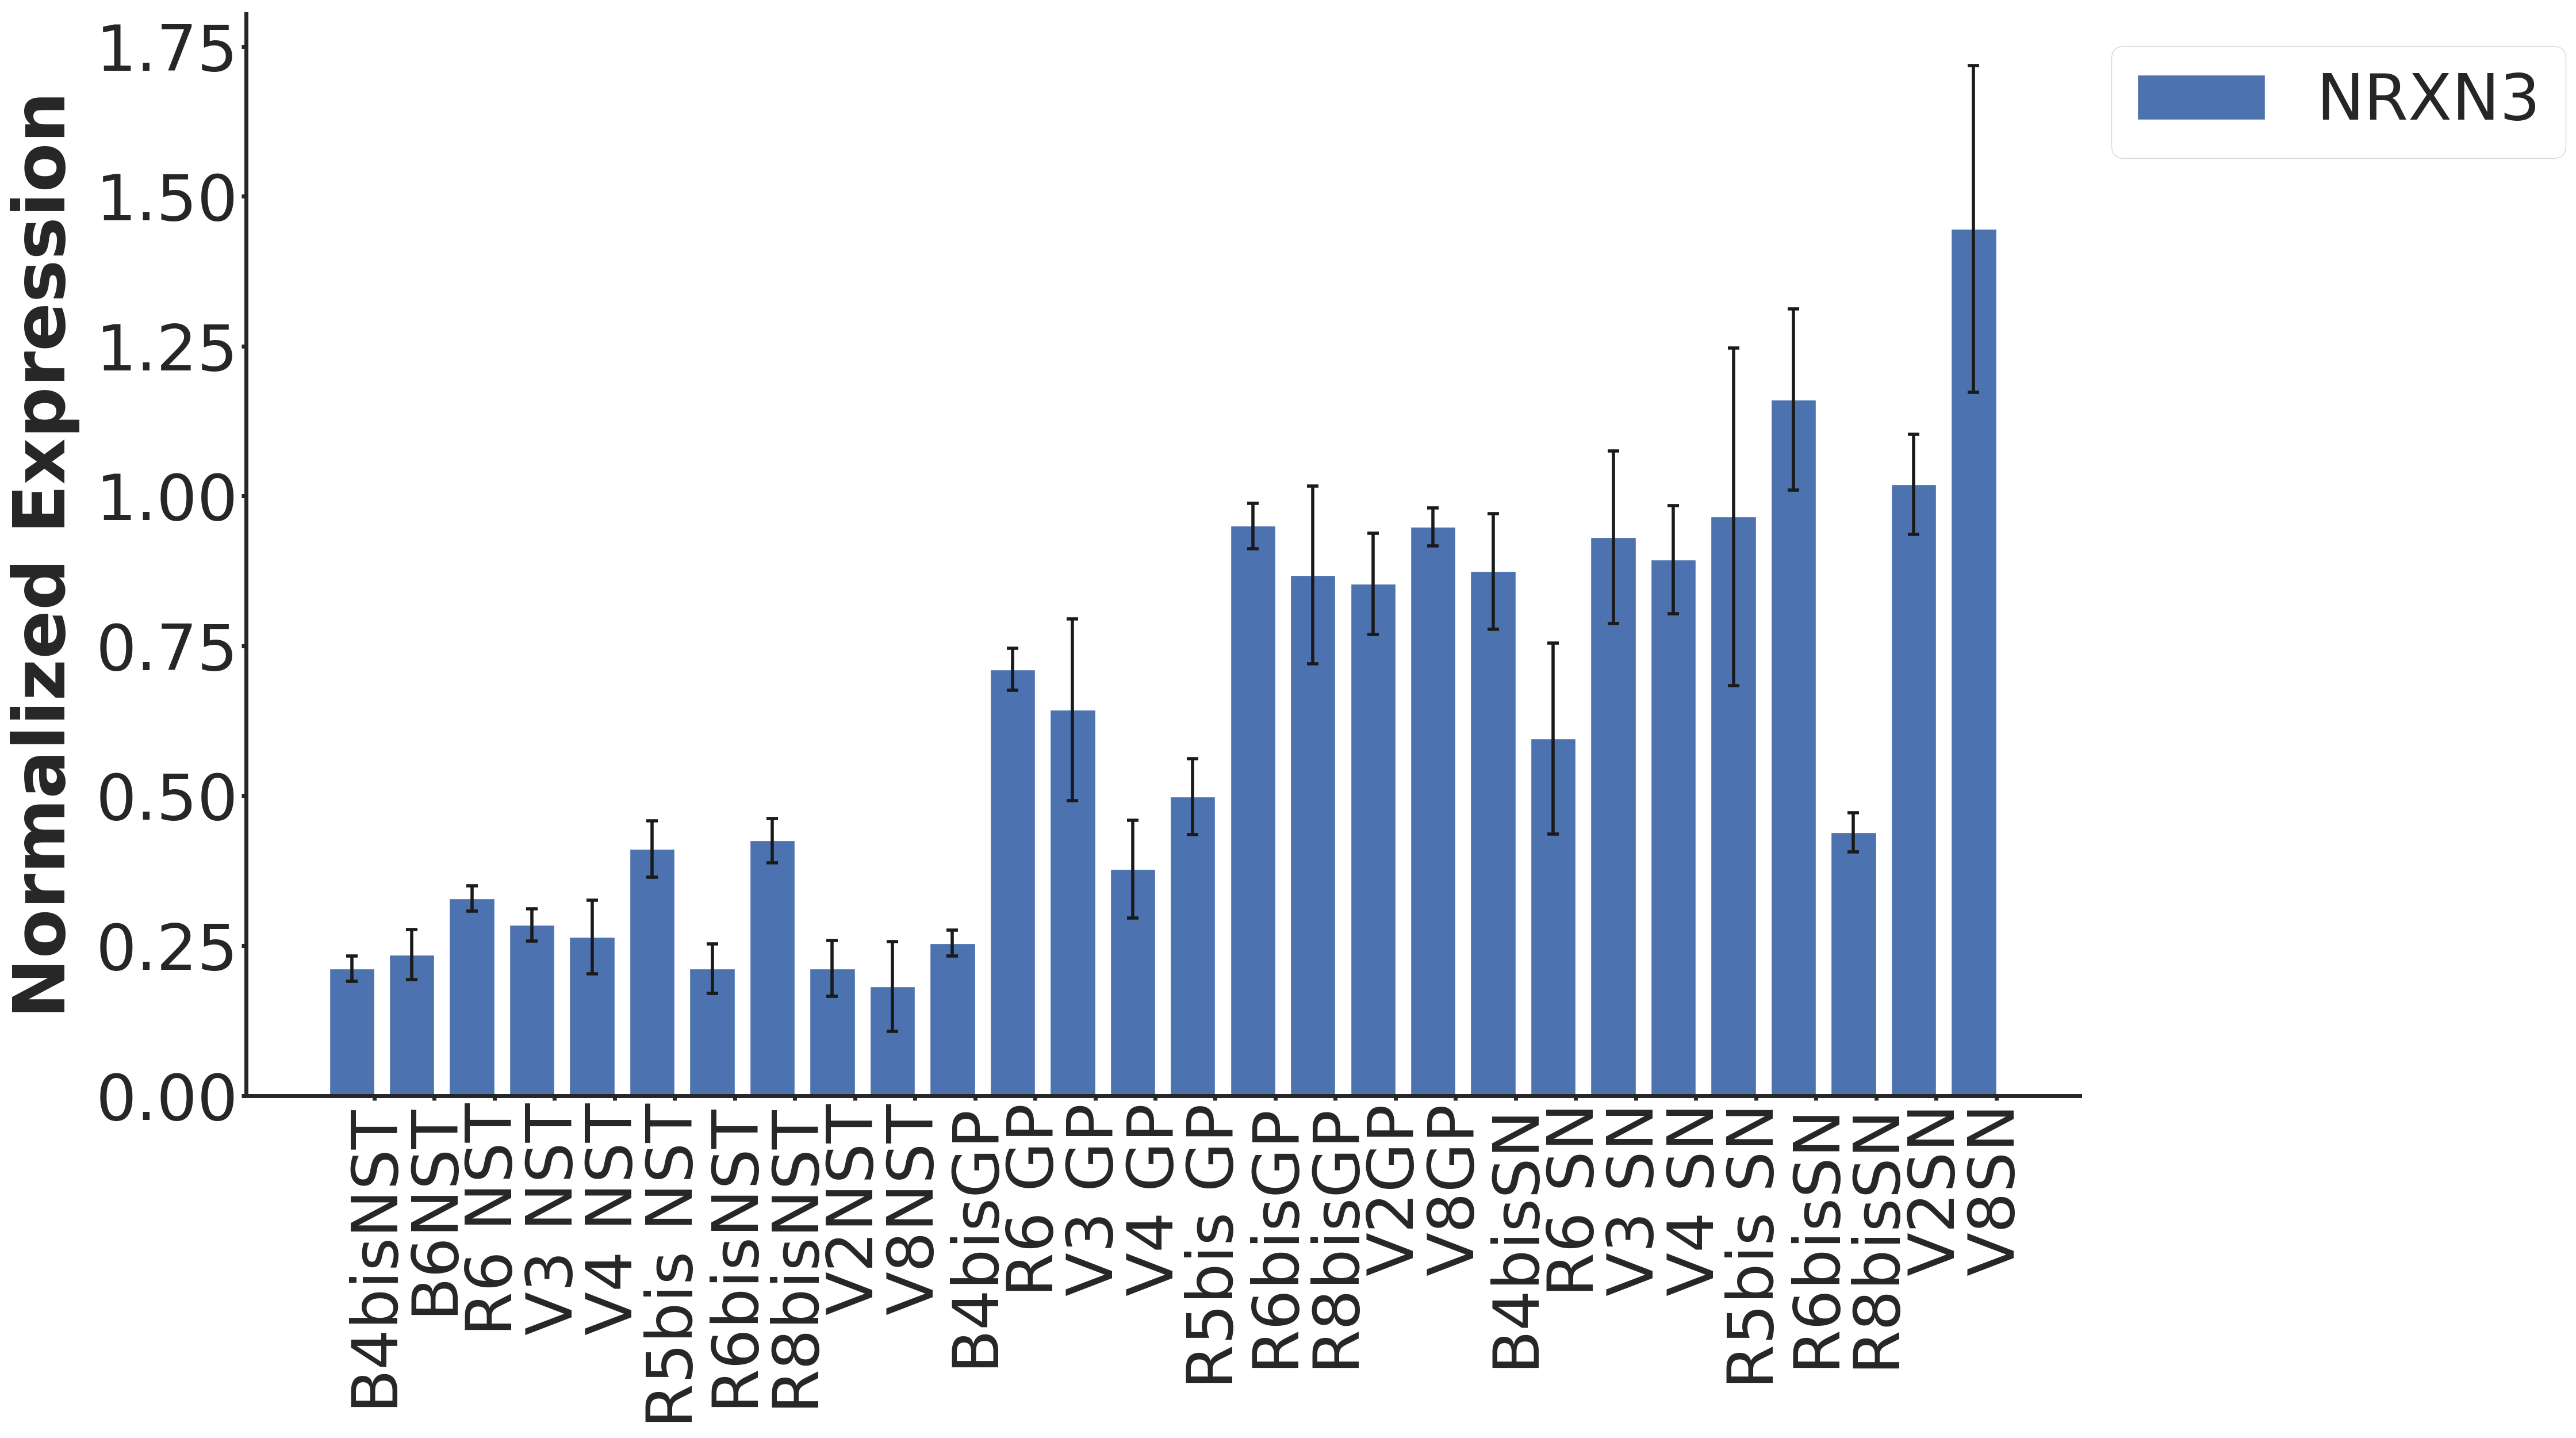 Normalized Expression
1.75
1.50
1.25
1.00
0.75
0.50
0.25
0.00
B4bisNST
B6NST
R6 NST
V3 NST
V4 NST
R5bis NST
R6bisNST
R8bisNST
V2NST
V8NST
B4bisGP
R6 GP
V3 GP
V4 GP
R5bis GP
R6bisGP
R8bisGP
V2GP
V8GP
B4bisSN
R6 SN
V3 SN
V4 SN
R5bis SN
R6bisSN
R8bisSN
V2SN
V8SN
NRXN3